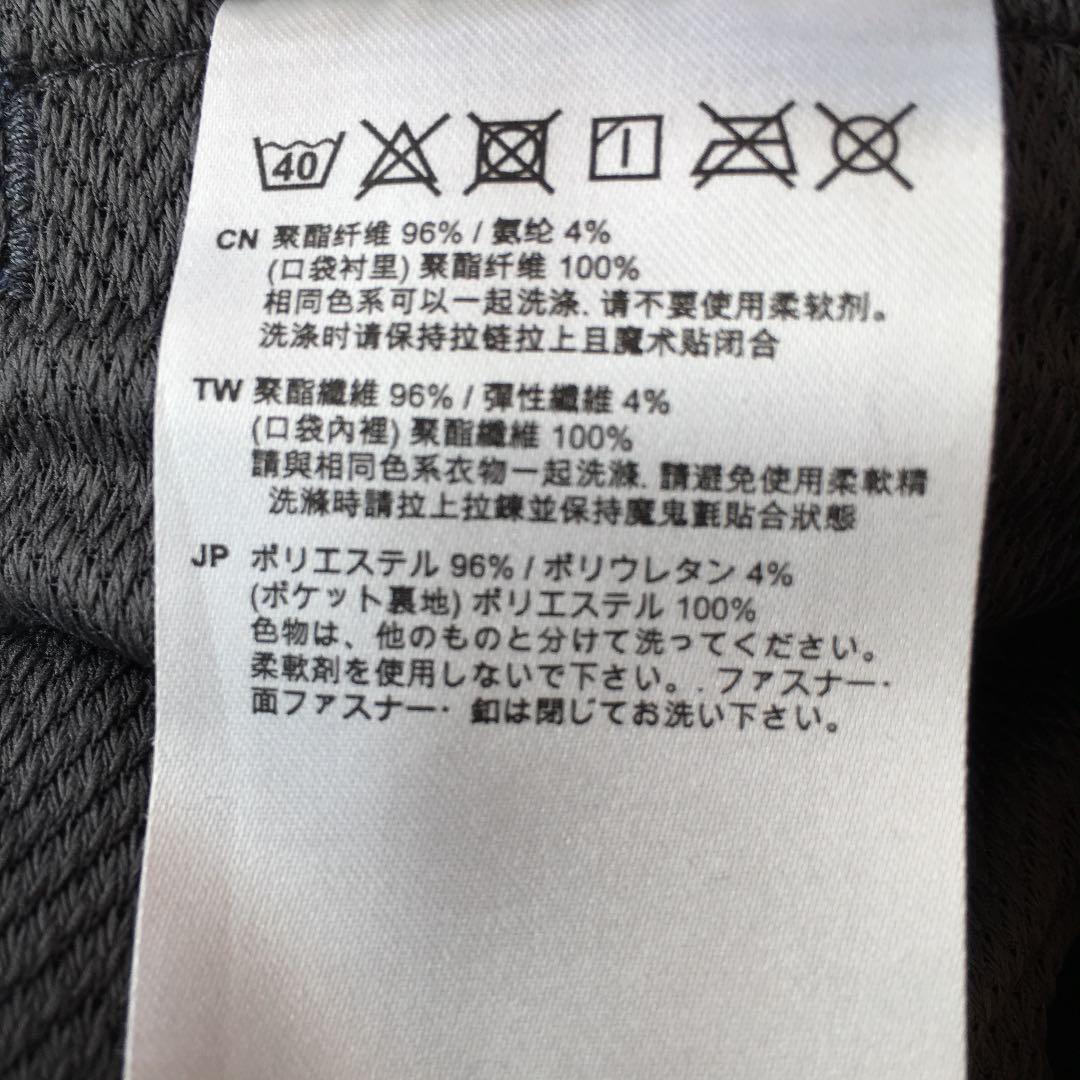 40
CN 聚酯纤维 96% / 氨纶 4%
(口袋衬里) 聚酯纤维 100%
相同色系可以一起洗涤. 请不要使用柔软剂。
洗涤时请保持拉链拉上且魔术贴闭合
TW 聚酯纖維 96% / 彈性纖維 4%
(口袋內裡) 聚酯纖維 100%
請與相同色系衣物一起洗滌. 請避免使用柔軟精
洗滌時請拉上拉鍊並保持魔鬼氈貼合狀態
JP ポリエステル 96% / ポリウレタン 4%
(ポケット裏地) ポリエステル 100%
色物は、他のものと分けて洗ってください。
柔軟剤を使用しないで下さい。. ファスナー・
面ファスナー・ 釦は閉じてお洗い下さい。